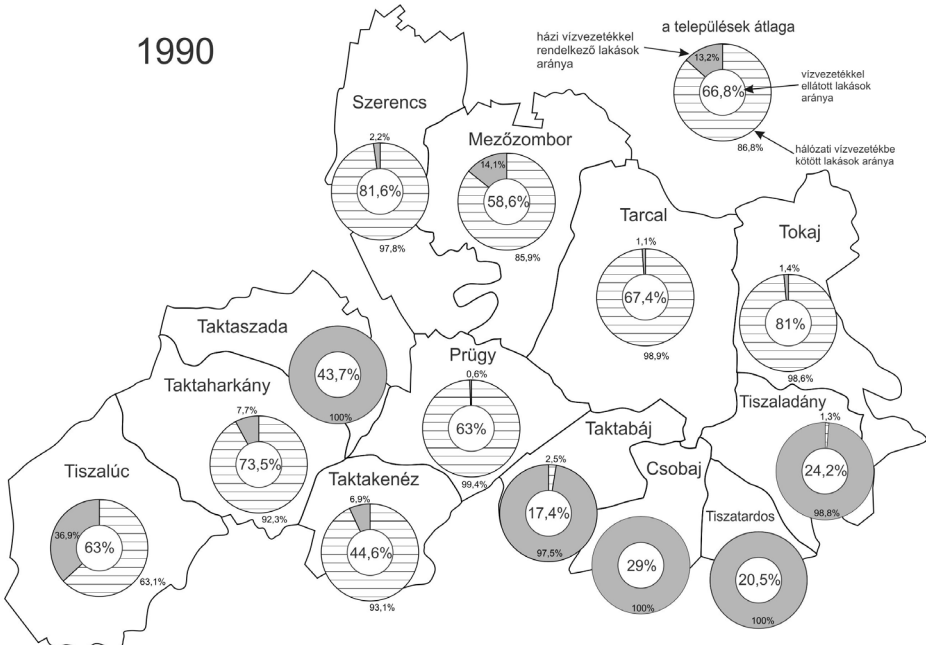 1990
a települések átlaga
házi vízvezetékkel
rendelkező lakások
aránya
13,2%
66,8%
vízvezetékkel
ellátott lakások
aránya
86,8%
hálózati vízvezetékbe
kötött lakások aránya
Szerencs
2,2%
81,6%
97,8%
Mezőzombor
14,1%
58,6%
85,9%
Tarcal
1,1%
67,4%
98,9%
Tokaj
1,4%
81%
98,6%
Taktaszada
43,7%
100%
Prügy
0,6%
63%
99,4%
Taktaharkány
7,7%
73,5%
92,3%
Tiszaladány
1,3%
24,2%
98,8%
Taktabáj
2,5%
17,4%
97,5%
Csobaj
29%
100%
Tiszatardos
20,5%
100%
Taktakenéz
6,9%
44,6%
93,1%
Tiszalúc
36,9%
63%
63,1%